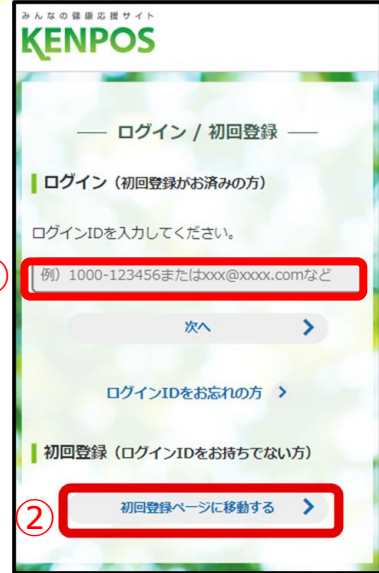 みんなの健康応援サイト
KENPOS
ログイン / 初回登録
ログイン（初回登録がお済みの方）
ログインIDを入力してください。
例）1000-123456またはxxx@xxxx.comなど
次へ
ログインIDをお忘れの方
初回登録（ログインIDをお持ちでない方）
② 初回登録ページに移動する